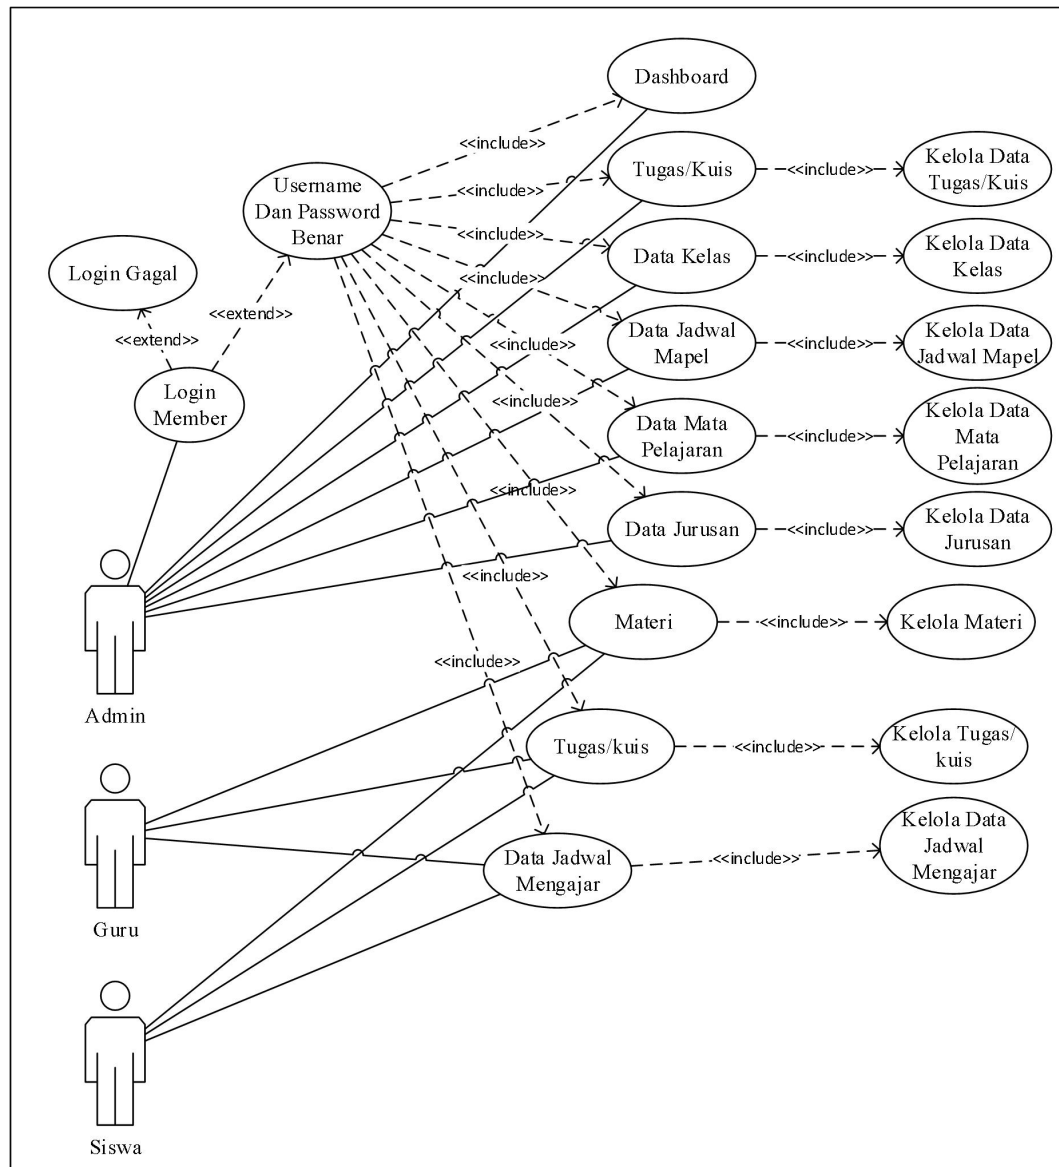 Dashboard
<<include>>
Tugas/Kuis
<<include>>
Kelola Data
Tugas/Kuis
Username
Dan Password
Benar
<<include>>
<<include>>
Data Kelas
<<include>>
Kelola Data
Kelas
Login Gagal
<<include>>
<<extend>>
<<extend>>
Data Jadwal
Mapel
<<include>>
Kelola Data
Jadwal Mapel
<<include>>
Login
Member
<<include>>
Data Mata
Pelajaran
<<include>>
Kelola Data
Mata
Pelajaran
<<include>>
Data Jurusan
<<include>>
Kelola Data
Jurusan
<<include>>
Materi
<<include>>
Kelola Materi
<<include>>
Admin
Tugas/kuis
<<include>>
Kelola Tugas/
kuis
Data Jadwal
Mengajar
<<include>>
Kelola Data
Jadwal
Mengajar
Guru
Siswa